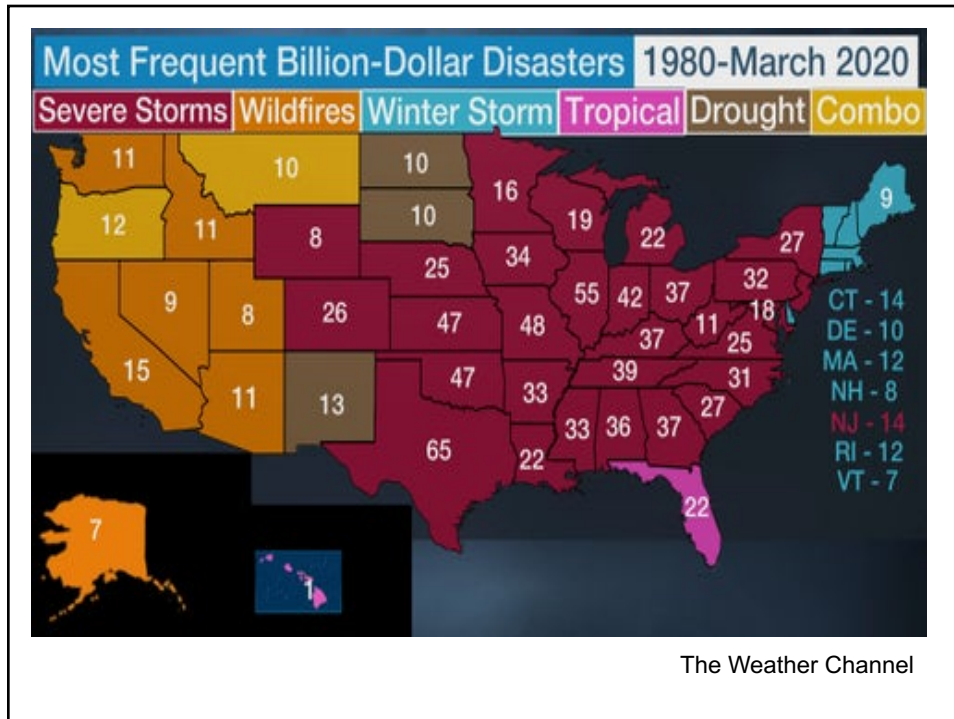 Most Frequent Billion-Dollar Disasters 1980-March 2020
Severe Storms Wildfires Winter Storm Tropical Drought Combo
11 10 10 16 9
12 11 8 10 19 22 27
25 34 32
9 8 26 47 48 55 42 37 11 18
CT - 14
DE - 10
MA - 12
NH - 8
NJ - 14
RI - 12
VT - 7
15 37 25
11 13 47 33 39 31
65 22 33 36 37 27
22
7 1
The Weather Channel